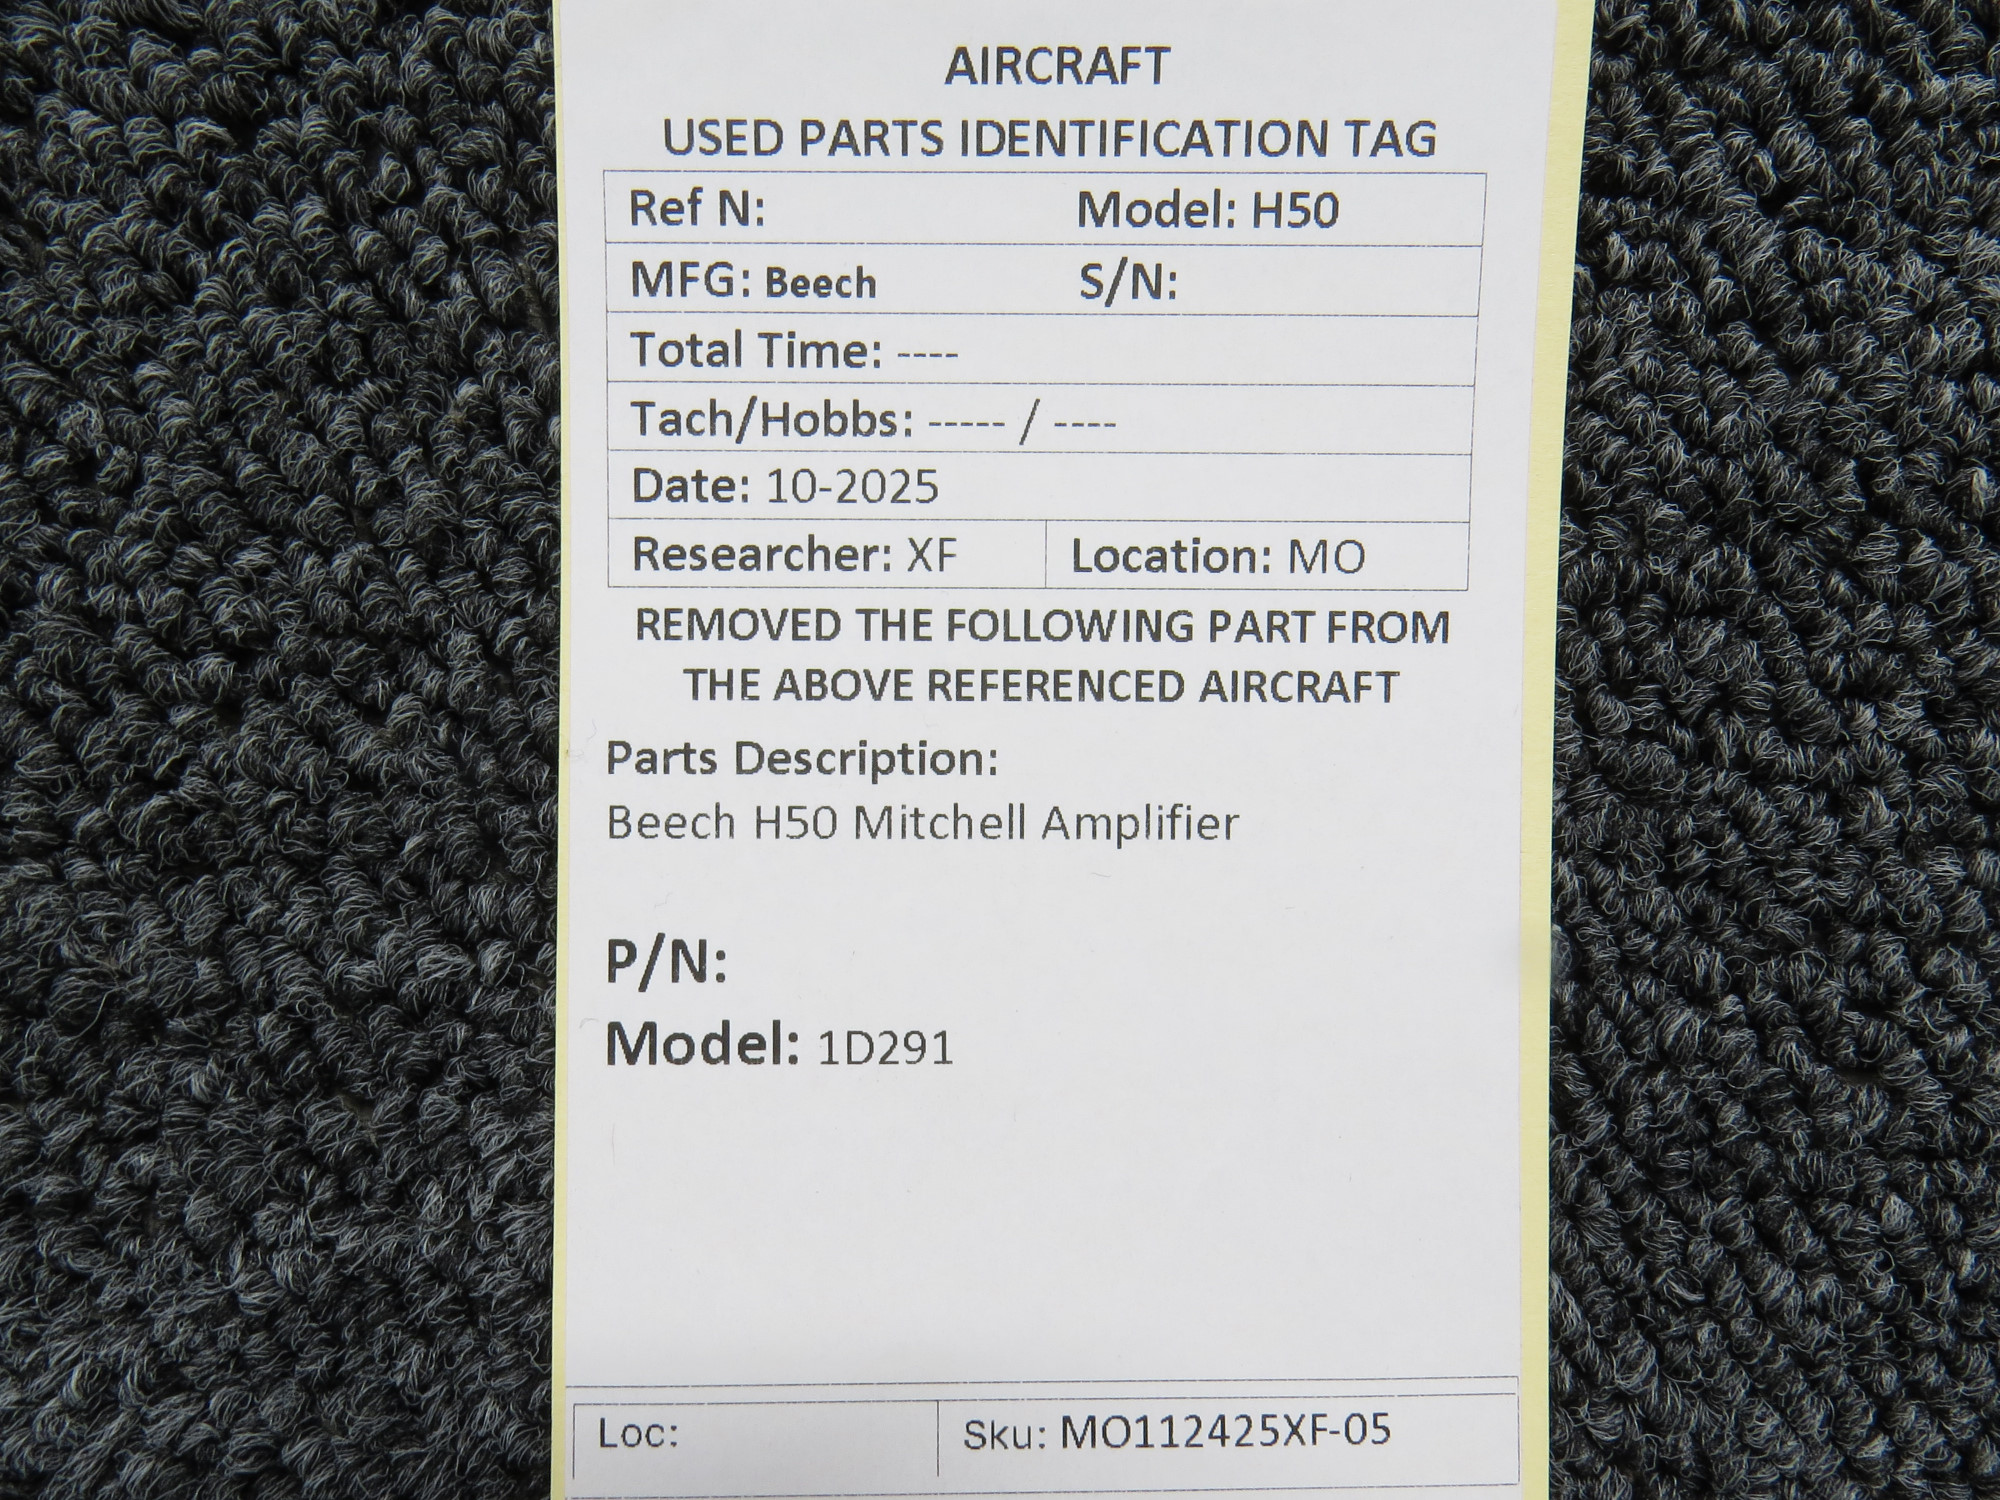 AIRCRAFT
USED PARTS IDENTIFICATION TAG
Ref N: Model: H50
MFG: Beech S/N:
Total Time: ----
Tach/Hobbs: ----- / ----
Date: 10-2025
Researcher: XF Location: MO
REMOVED THE FOLLOWING PART FROM
THE ABOVE REFERENCED AIRCRAFT
Parts Description:
Beech H50 Mitchell Amplifier
P/N:
Model: 1D291
Loc: Sku: MO112425XF-05